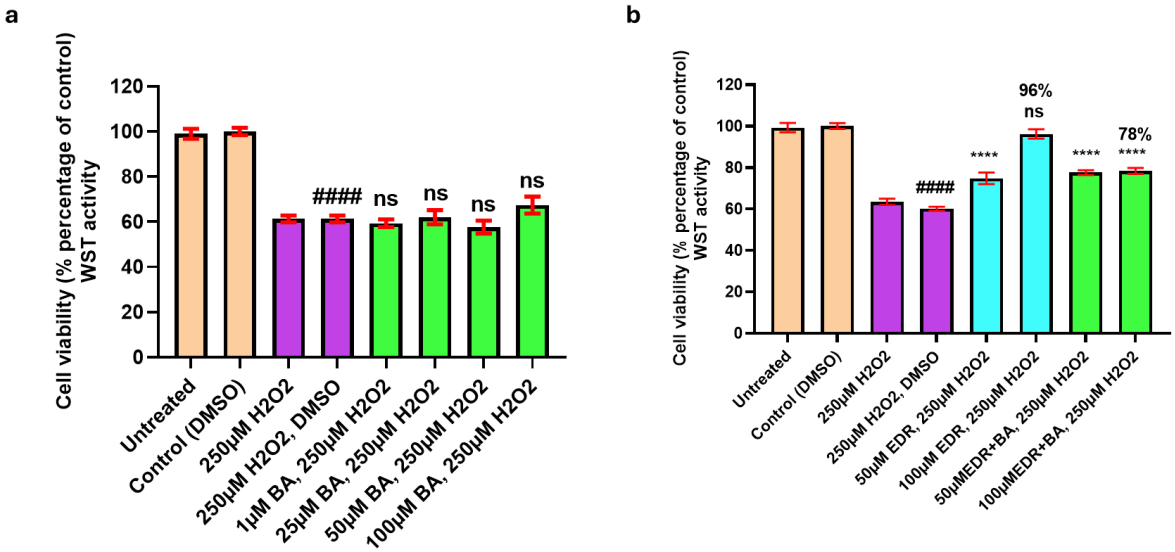 a
Cell viability (% percentage of control)
WST activity
120
100
80
60
40
20
0
####
ns
ns
ns
ns
Untreated
Control (DMSO)
250µM H2O2
250µM H2O2, DMSO
1µM BA, 250µM H2O2
25µM BA, 250µM H2O2
50µM BA, 250µM H2O2
100µM BA, 250µM H2O2
b
Cell viability (% percentage of control)
WST activity
120
100
80
60
40
20
0
####
****
96%
ns
****
78%
****
Untreated
Control (DMSO)
250µM H2O2
250µM H2O2, DMSO
50µM EDR, 250µM H2O2
100µM EDR, 250µM H2O2
50µMEDR+BA, 250µM H2O2
100µMEDR+BA, 250µM H2O2